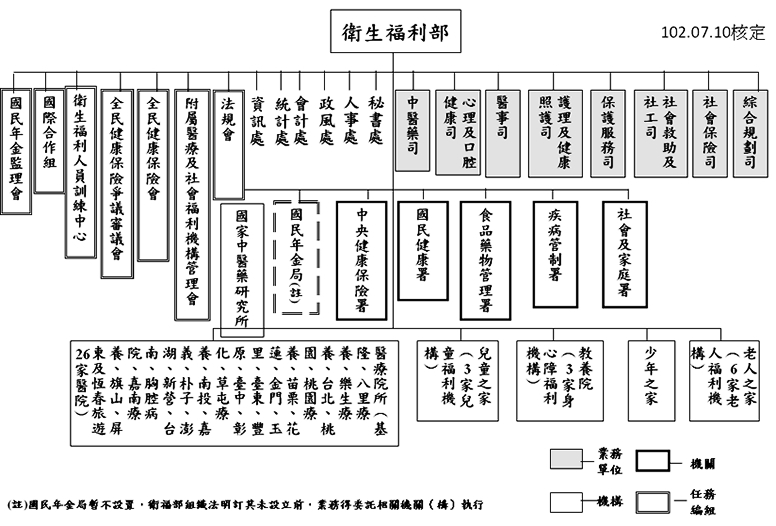 衛生福利部
102.07.10核定
綜合規劃司
社會保險司
社會救助及
社工司
保護服務司
護理及健康
照護司
醫事司
心理及口腔
健康司
中醫藥司
秘書處
人事處
政風處
會計處
統計處
資訊處
法規會
附屬醫療及社會福利機構管理會
全民健康保險會
全民健康保險爭議審議會
衛生福利人員訓練中心
國際合作組
國民年金監理會
社會及家庭署
疾病管制署
食品藥物管理署
國民健康署
中央健康保險署
國民年金局(註)
國家中醫藥研究所
老人之家
(6家老
人福利機
構)
少年之家
教養院
(3家身
心障福利
機構)
兒童之家
(3家兒
童福利機
構)
醫療院所(基
隆、八里療
養、樂生療
養、台北、桃
園、桃園療
養、苗栗、花
蓮、金門、玉
里、臺東、豐
原、臺中、彰
化、草屯療
養、南投、嘉
義、朴子、澎
湖、新營、台
南、胸腔病
院、嘉南療
養、旗山、屏
東及恆春旅遊
26家醫院)
業務
單位
機關
機構
任務
編組
(註)國民年金局暫不設置，衛福部組織法明訂其未設立前，業務得委託相關機關（構）執行